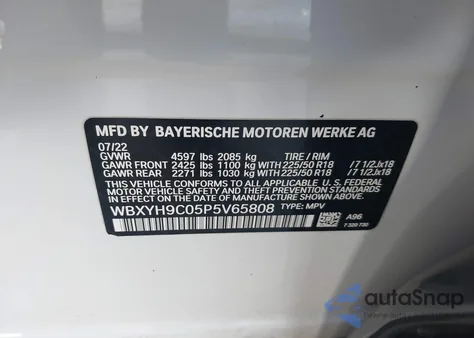 MFD BY BAYERISCHE MOTOREN WERKE AG
07/22
GVWR 4597 lbs 2085 kg TIRE / RIM
GAWR FRONT 2425 lbs 1100 kg WITH 225/50 R18 /7 1/2Jx18
GAWR REAR 2271 lbs 1030 kg WITH 225/50 R18 /7 1/2Jx18
THIS VEHICLE CONFORMS TO ALL APPLICABLE U.S. FEDERAL
MOTOR VEHICLE SAFETY, BUMPER AND THEFT PREVENTION STANDARDS
IN EFFECT ON THE DATE OF MANUFACTURE SHOWN ABOVE.
WBXYH9C05P5V65808 TYPE: MPV A96
autoSnap